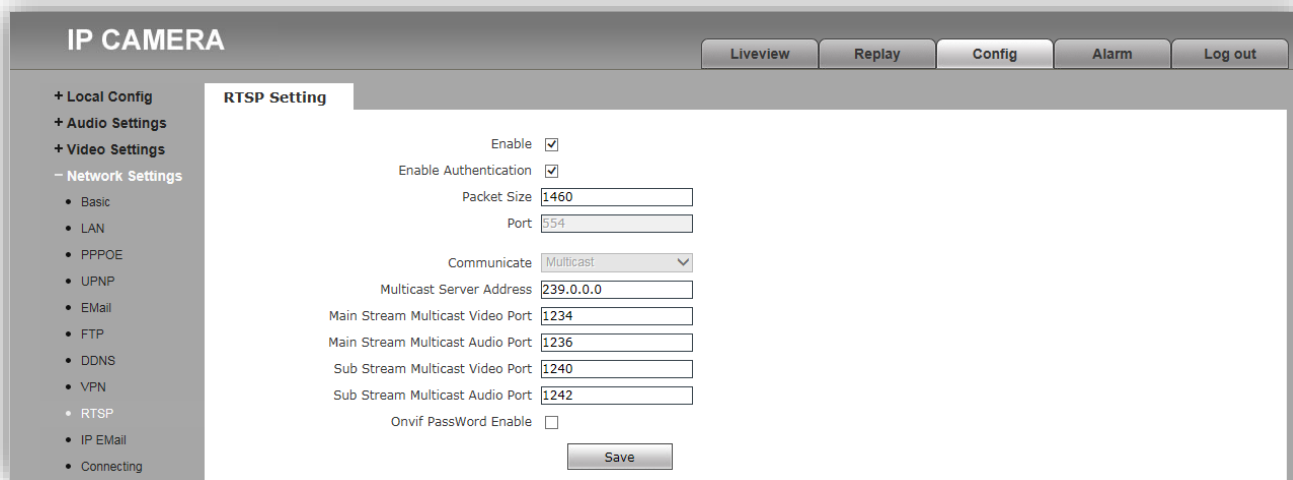 IP CAMERA
Liveview Replay Config Alarm Log out
+ Local Config
+ Audio Settings
+ Video Settings
− Network Settings
• Basic
• LAN
• PPPOE
• UPNP
• EMail
• FTP
• DDNS
• VPN
• RTSP
• IP EMail
• Connecting
RTSP Setting
Enable
Enable Authentication
Packet Size 1460
Port 554
Communicate Multicast
Multicast Server Address 239.0.0.0
Main Stream Multicast Video Port 1234
Main Stream Multicast Audio Port 1236
Sub Stream Multicast Video Port 1240
Sub Stream Multicast Audio Port 1242
Onvif PassWord Enable
Save